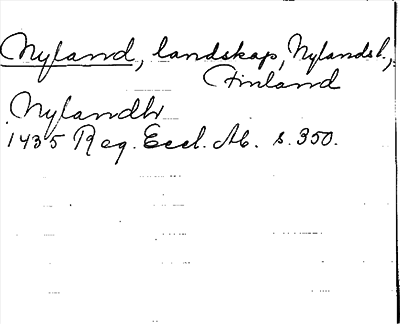 Nyland, landskap, Nylands l.,
Finland
Nylandh
1435 Reg. Eccl. Ab. s. 350.